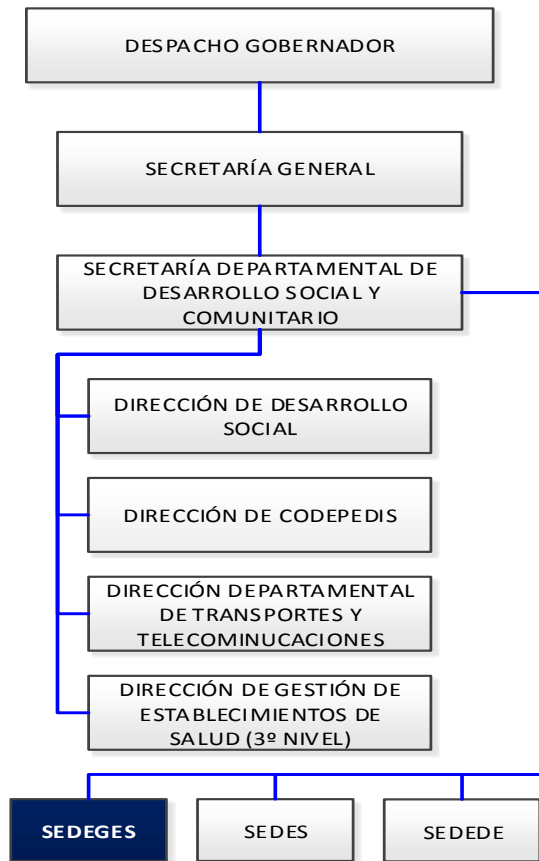 DESPACHO GOBERNADOR
SECRETARÍA GENERAL
SECRETARÍA DEPARTAMENTAL DE
DESARROLLO SOCIAL Y
COMUNITARIO
DIRECCIÓN DE DESARROLLO
SOCIAL
DIRECCIÓN DE CODEPEDIS
DIRECCIÓN DEPARTAMENTAL
DE TRANSPORTES Y
TELECOMINUCACIONES
DIRECCIÓN DE GESTIÓN DE
ESTABLECIMIENTOS DE
SALUD (3º NIVEL)
SEDEGES
SEDES
SEDEDE